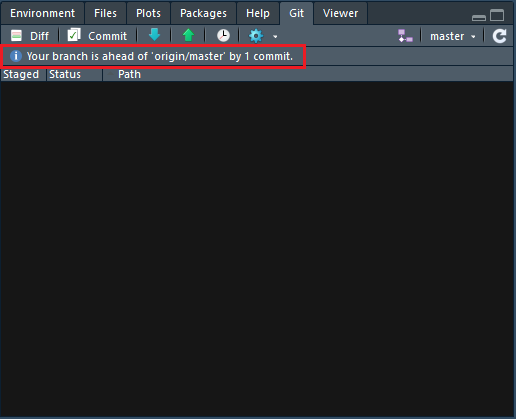 Environment Files Plots Packages Help Git Viewer
Diff Commit master
Your branch is ahead of 'origin/master' by 1 commit.
Staged Status Path